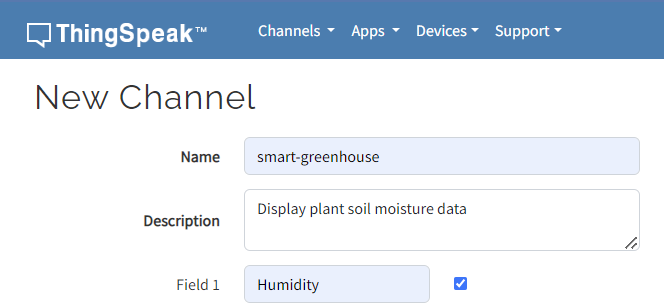 ThingSpeak™ Channels Apps Devices Support
New Channel
Name smart-greenhouse
Description Display plant soil moisture data
Field 1 Humidity